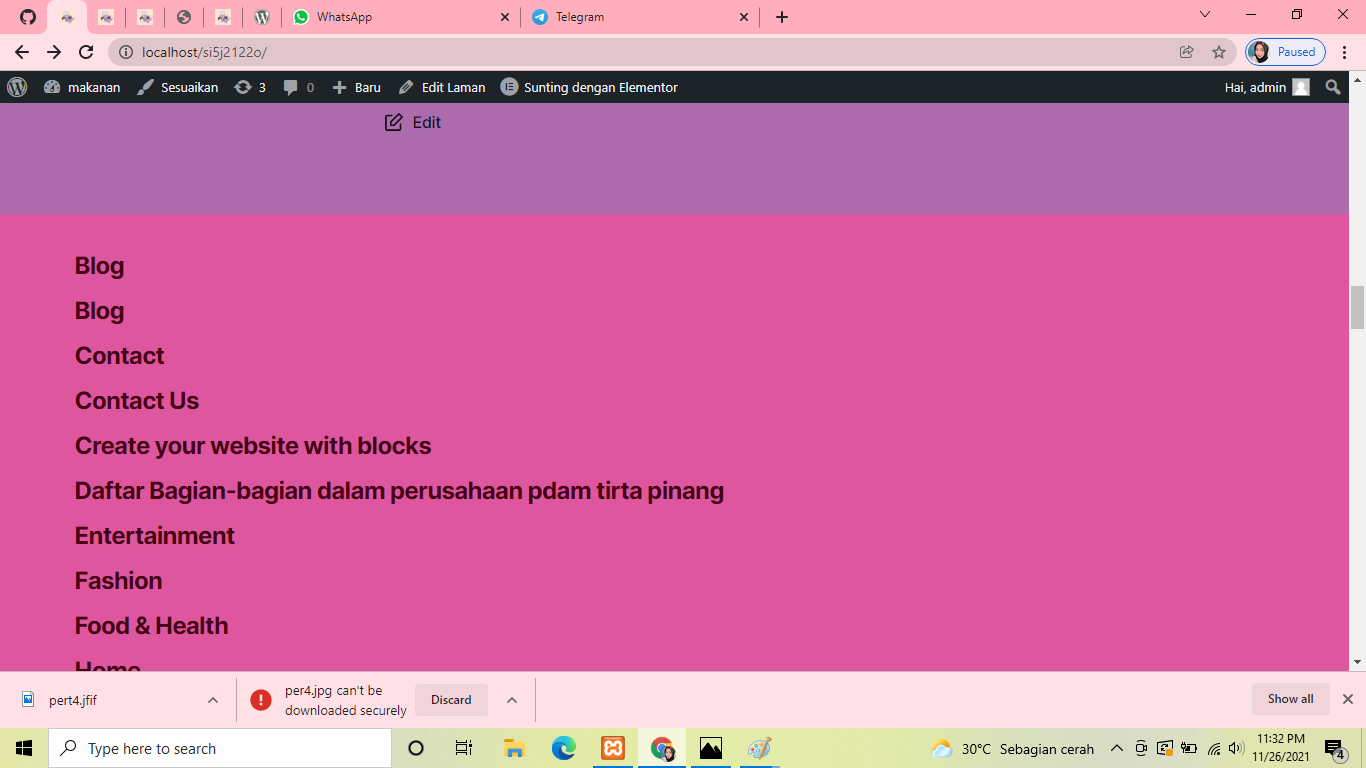 WhatsApp
Telegram
localhost/si5j2122o/
Paused
makanan Sesuaikan 3 0 Baru Edit Laman Sunting dengan Elementor Hai, admin
Edit
Blog
Blog
Contact
Contact Us
Create your website with blocks
Daftar Bagian-bagian dalam perusahaan pdam tirta pinang
Entertainment
Fashion
Food & Health
Home
pert4.jfif
per4.jpg can't be
downloaded securely
Discard
Show all
Type here to search
30°C Sebagian cerah
11:32 PM
11/26/2021
4